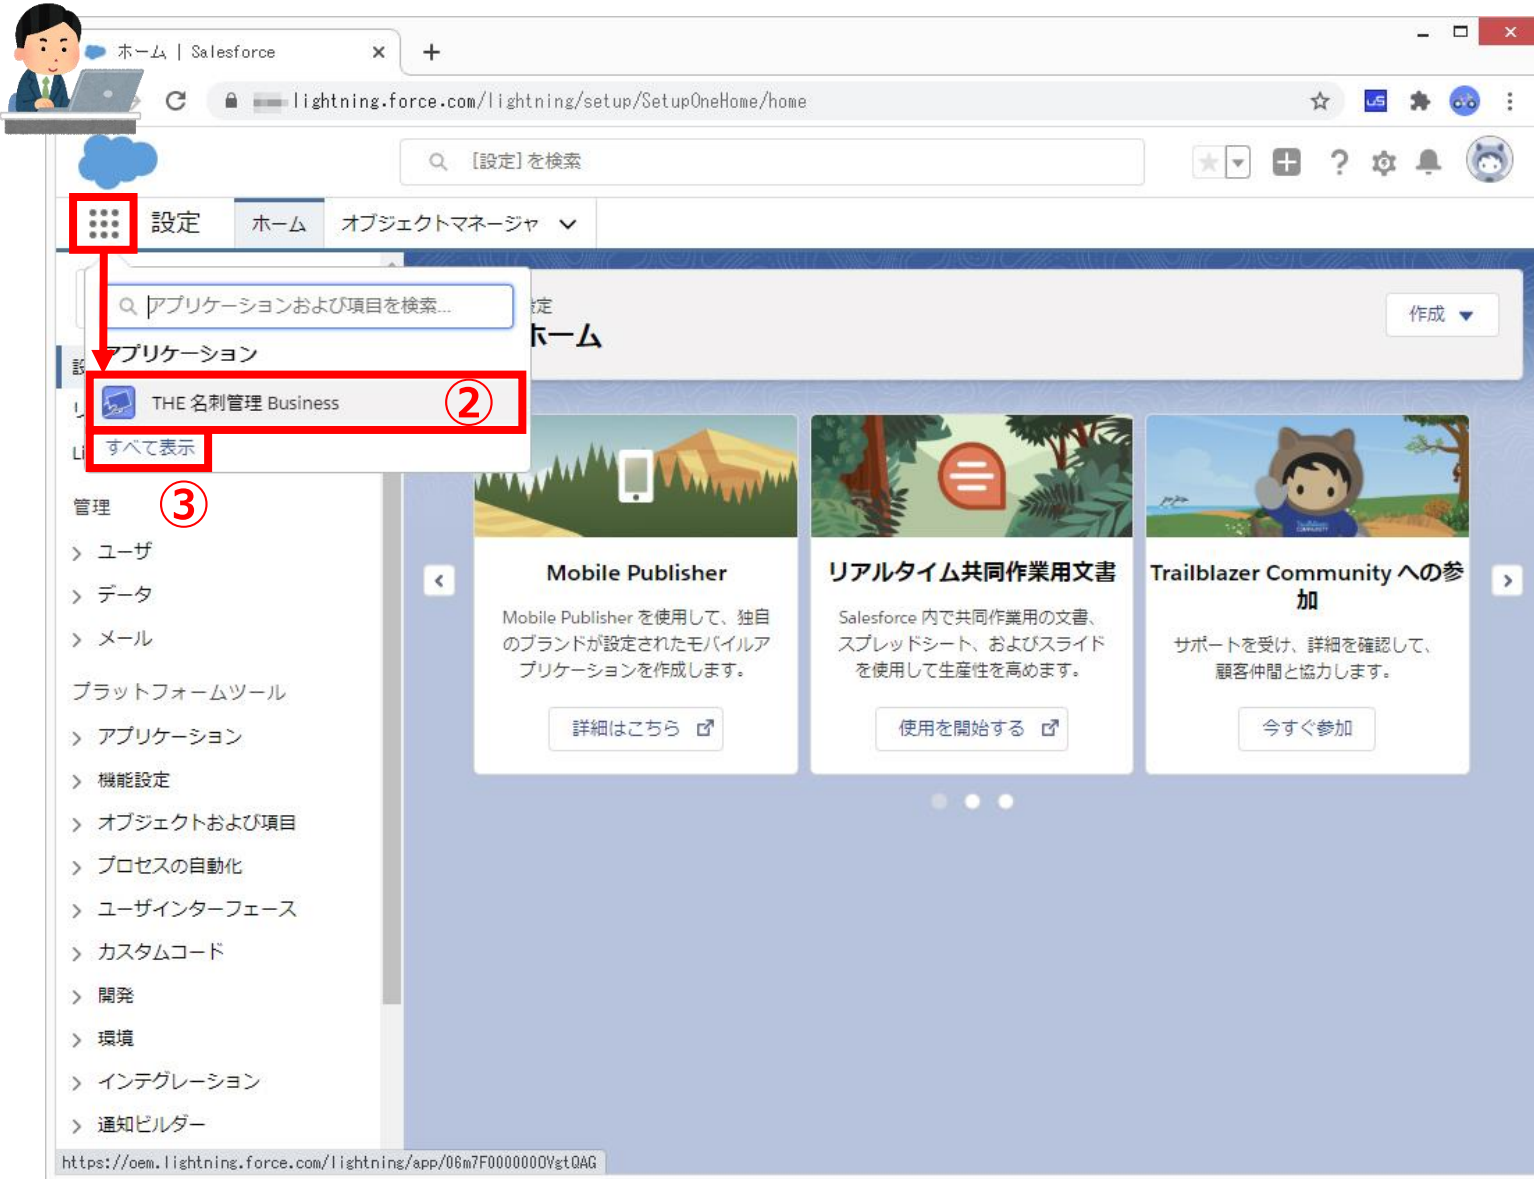 ホーム | Salesforce
lightning.force.com/lightning/setup/SetupOneHome/home
[設定] を検索
設定
ホーム
オブジェクトマネージャ
アプリケーションおよび項目を検索...
アプリケーション
THE 名刺管理 Business
②
すべて表示
③
ホーム
作成
管理
ユーザ
データ
メール
プラットフォームツール
アプリケーション
機能設定
オブジェクトおよび項目
プロセスの自動化
ユーザインターフェース
カスタムコード
開発
環境
インテグレーション
通知ビルダー
Mobile Publisher
Mobile Publisher を使用して、独自
のブランドが設定されたモバイルア
プリケーションを作成します。
詳細はこちら
リアルタイム共同作業用文書
Salesforce 内で共同作業用の文書、
スプレッドシート、およびスライド
を使用して生産性を高めます。
使用を開始する
Trailblazer Community への参
加
サポートを受け、詳細を確認して、
顧客仲間と協力します。
今すぐ参加
https://oem.lightning.force.com/lightning/app/06m7F0000000VgtQAG